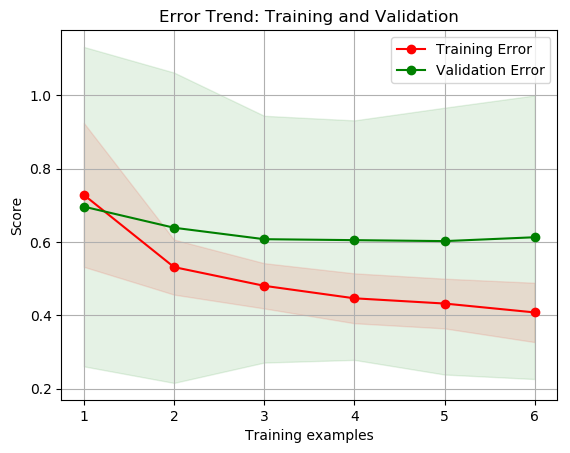 Error Trend: Training and Validation
Training Error
Validation Error
Score
1.0
0.8
0.6
0.4
0.2
1 2 3 4 5 6
Training examples